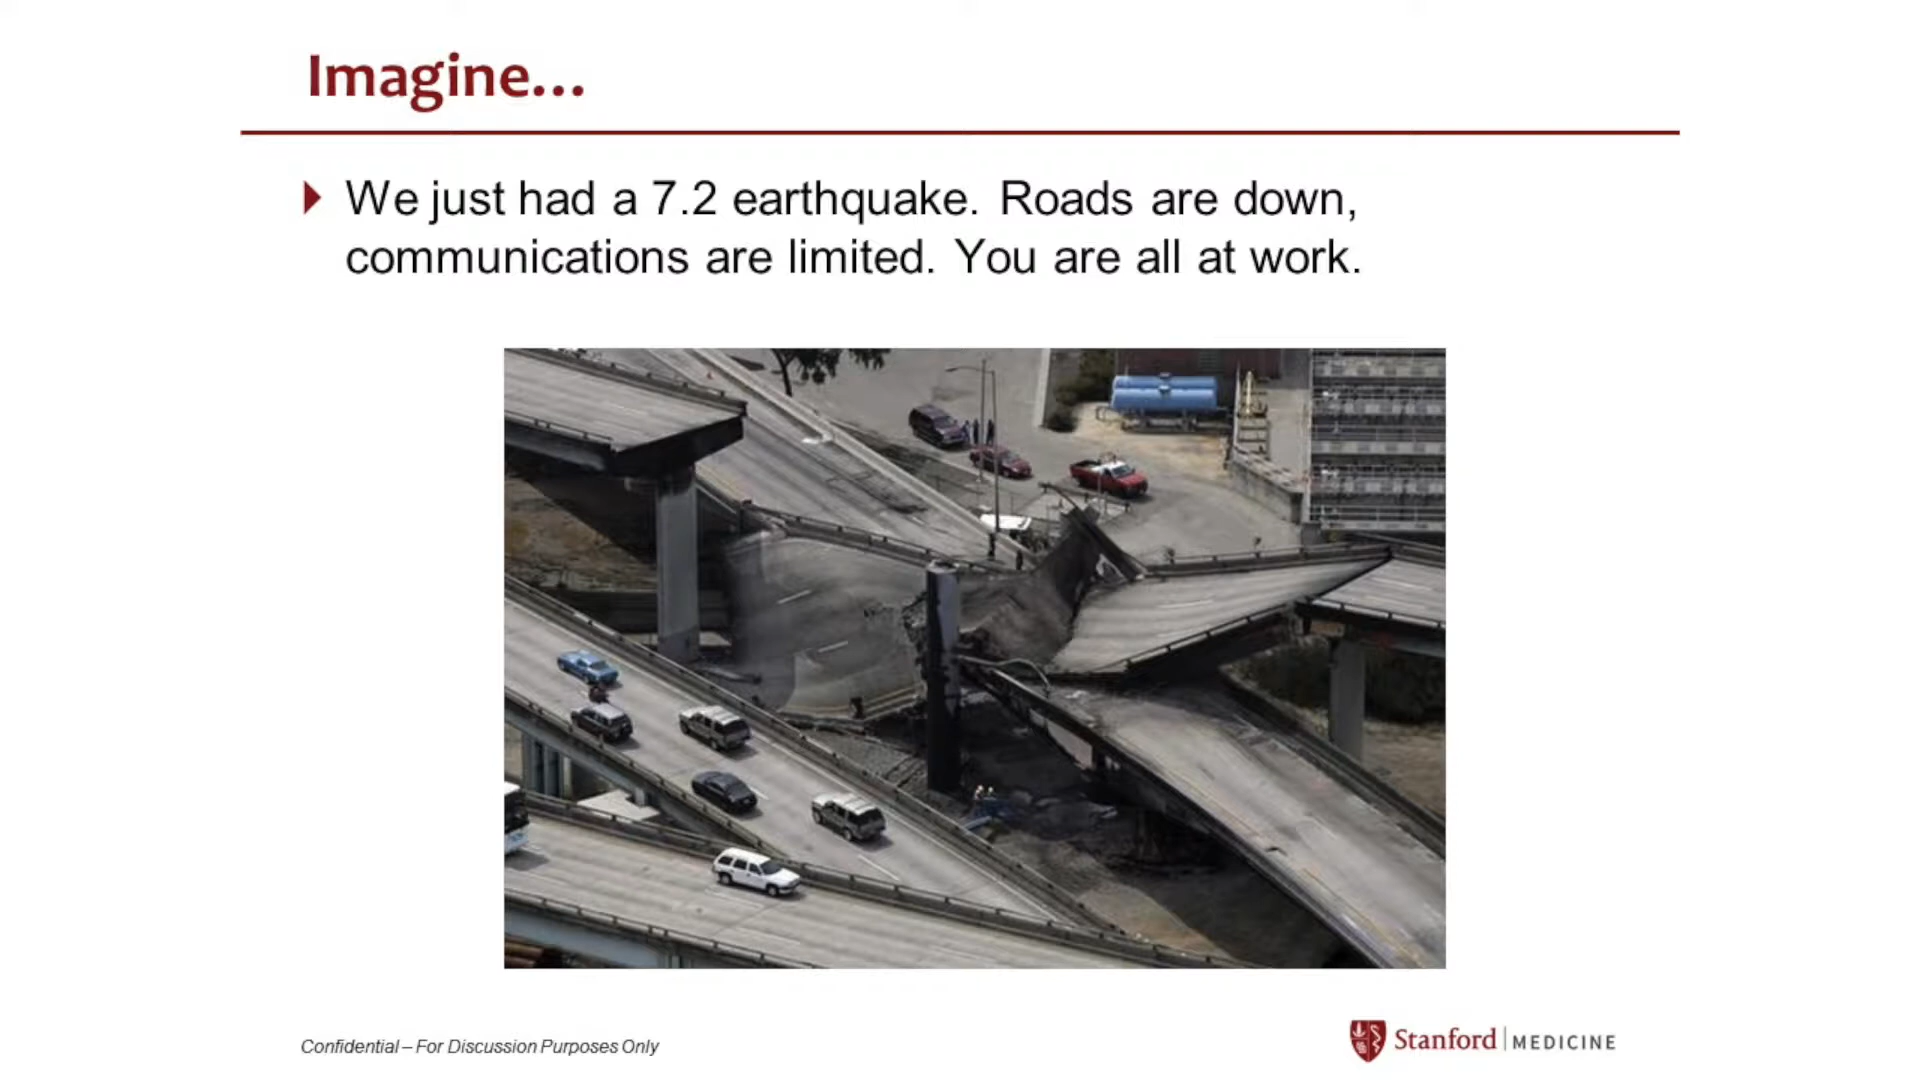 Imagine...
We just had a 7.2 earthquake. Roads are down,
communications are limited. You are all at work.
Confidential – For Discussion Purposes Only
Stanford | MEDICINE